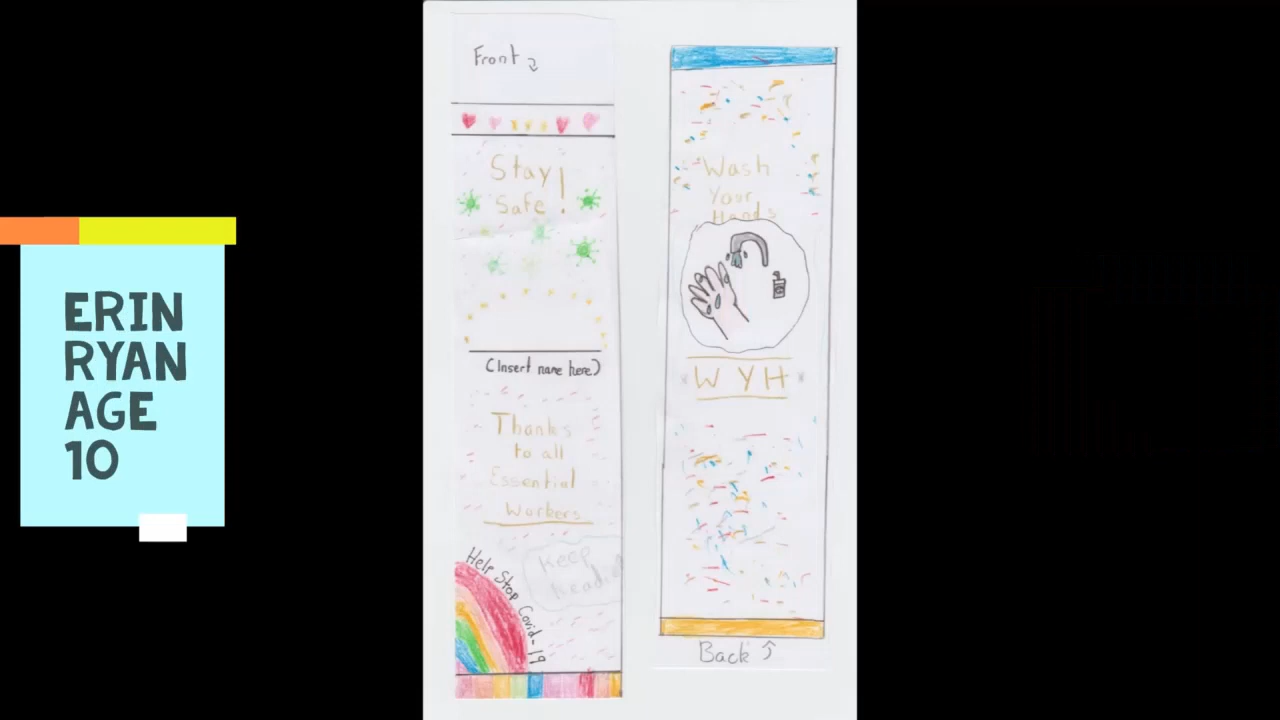 ERIN
RYAN
AGE
10
Front
Stay
Safe!
(Insert name here)
Thanks
to all
Essential
Workers
Keep
Help Stop Covid-19
Wash
Your
Hands
W Y H
Back